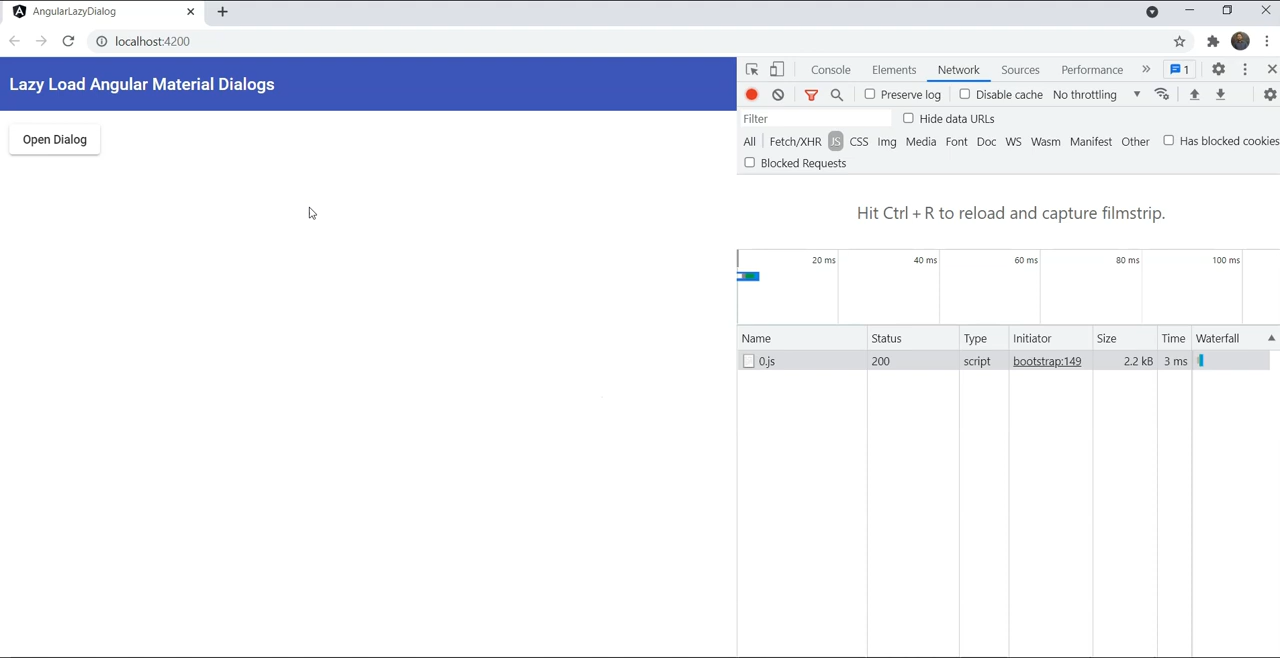 AngularLazyDialog
localhost:4200
Lazy Load Angular Material Dialogs
Open Dialog
Console Elements Network Sources Performance » 1
Preserve log Disable cache No throttling
Filter Hide data URLs
All Fetch/XHR JS CSS Img Media Font Doc WS Wasm Manifest Other Has blocked cookies
Blocked Requests
Hit Ctrl + R to reload and capture filmstrip.
20 ms 40 ms 60 ms 80 ms 100 ms
Name Status Type Initiator Size Time Waterfall
0.js 200 script bootstrap:149 2.2 kB 3 ms